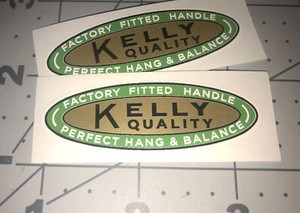 FACTORY FITTED HANDLE
KELLY
QUALITY
PERFECT HANG & BALANCE
FACTORY FITTED HANDLE
KELLY
QUALITY
PERFECT HANG & BALANCE